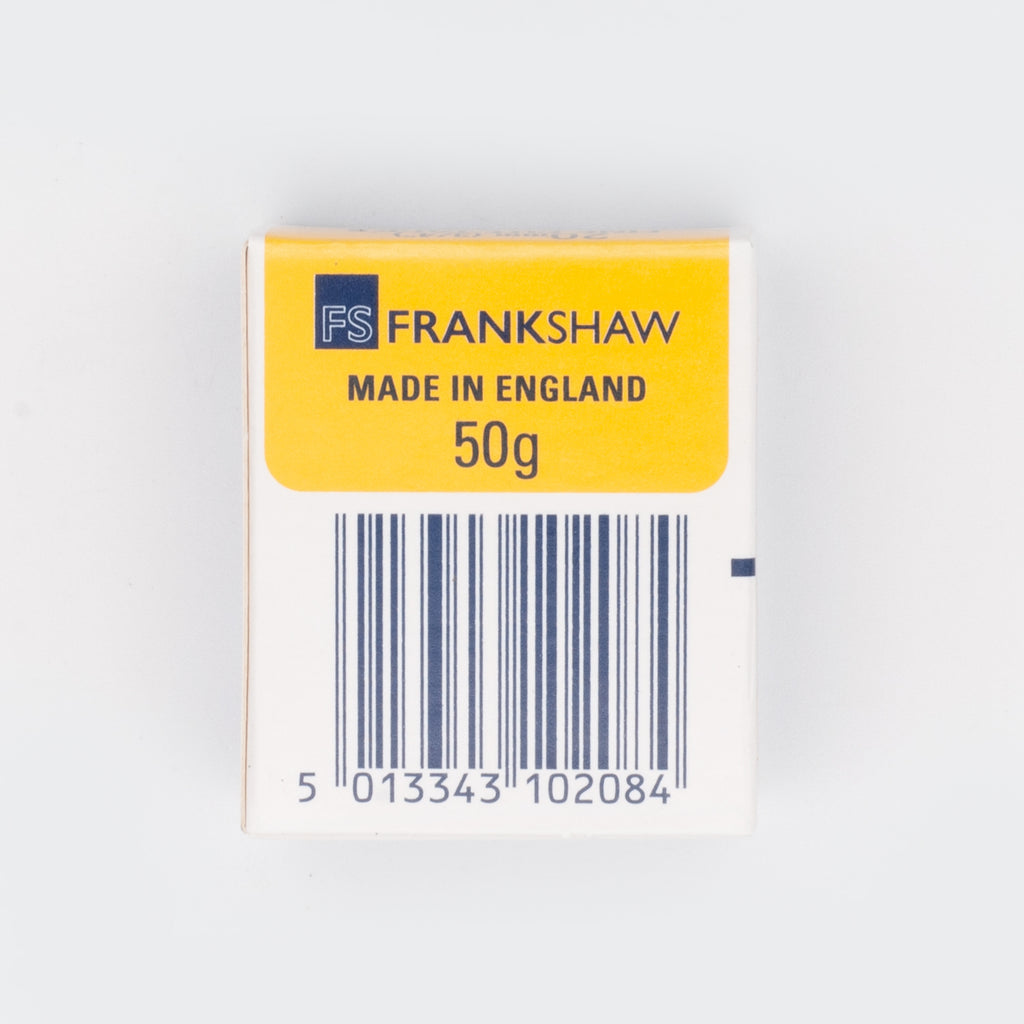 FS FRANKSHAW
MADE IN ENGLAND
50g
5 013343 102084